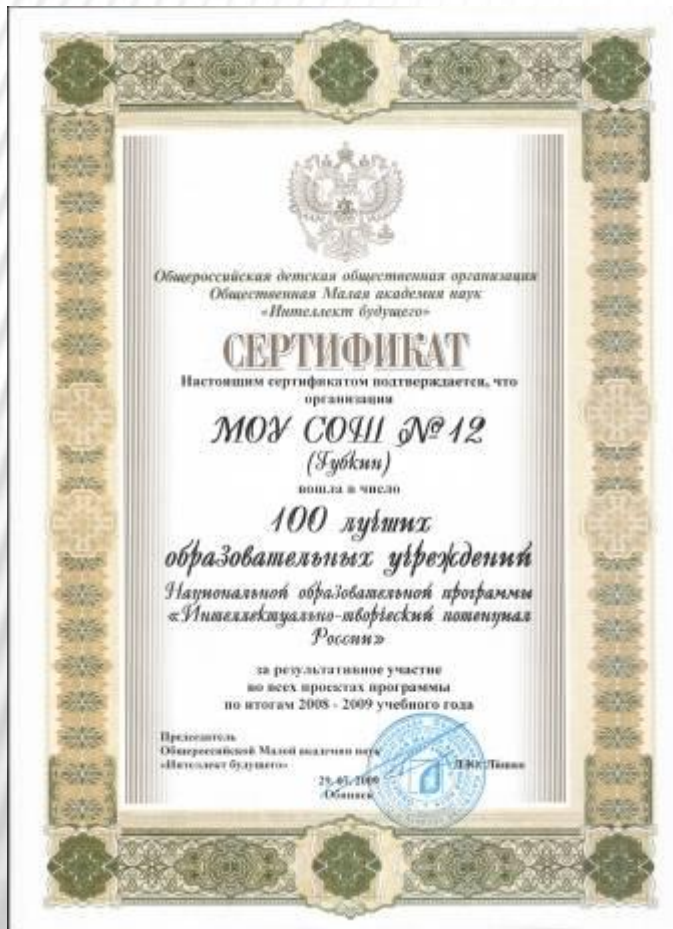 Общероссийская детская общественная организация
Общественная Малая академия наук
«Интеллект будущего»
СЕРТИФИКАТ
Настоящим сертификатом подтверждается, что
организация
МОУ СОШ №12
(Губкин)
вошла в число
100 лучших
образовательных учреждений
Национальной образовательной программы
«Интеллектуально-творческий потенциал
России»
за результативное участие
во всех проектах программы
по итогам 2008 - 2009 учебного года
Председатель
Общероссийской Малой академии наук
«Интеллект будущего»
Ляшко
2009
Обнинск